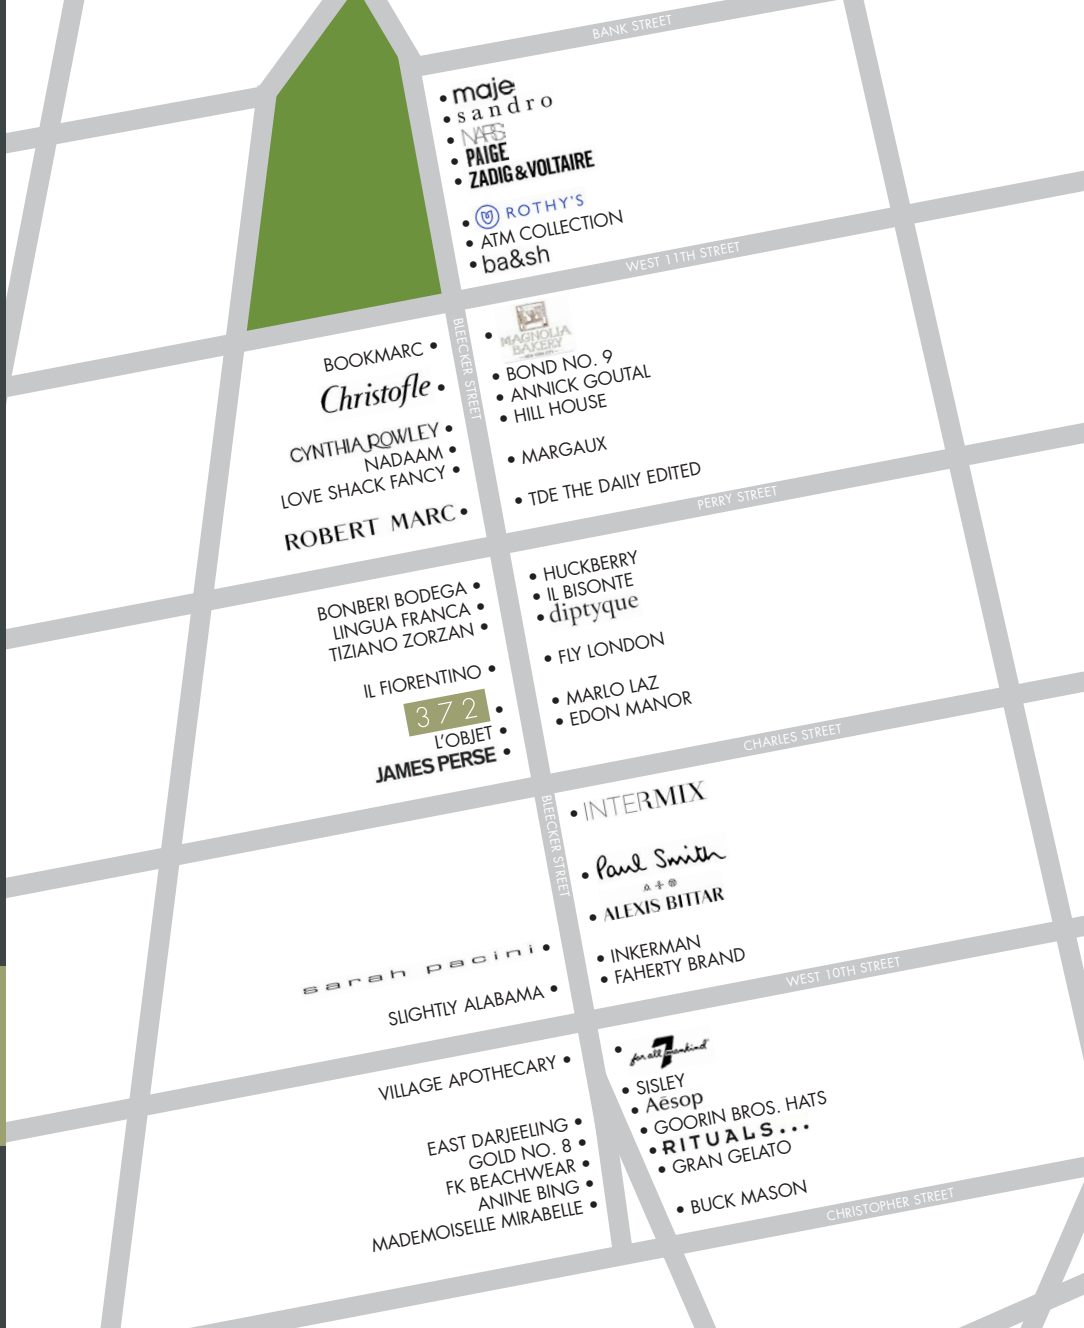 BANK STREET
maje
sandro
NARS
PAIGE
ZADIG&VOLTAIRE
ROTHY'S
ATM COLLECTION
ba&sh
WEST 11TH STREET
BLEECKER STREET
BOOKMARC
Christofle
CYNTHIA ROWLEY
NADAAM
LOVE SHACK FANCY
ROBERT MARC
MAGNOLIA
BAKERY
BOND NO. 9
ANNICK GOUTAL
HILL HOUSE
MARGAUX
TDE THE DAILY EDITED
PERRY STREET
BONBERI BODEGA
LINGUA FRANCA
TIZIANO ZORZAN
IL FIORENTINO
372
L'OBJET
JAMES PERSE
HUCKBERRY
IL BISONTE
diptyque
FLY LONDON
MARLO LAZ
EDON MANOR
CHARLES STREET
BLEECKER STREET
INTERMIX
Paul Smith
ALEXIS BITTAR
INKERMAN
FAHERTY BRAND
sarah pacini
SLIGHTLY ALABAMA
WEST 10TH STREET
VILLAGE APOTHECARY
EAST DARJEELING
GOLD NO. 8
FK BEACHWEAR
ANINE BING
MADEMOISELLE MIRABELLE
for all 7 mankind
SISLEY
Aēsop
GOORIN BROS. HATS
RITUALS...
GRAN GELATO
BUCK MASON
CHRISTOPHER STREET